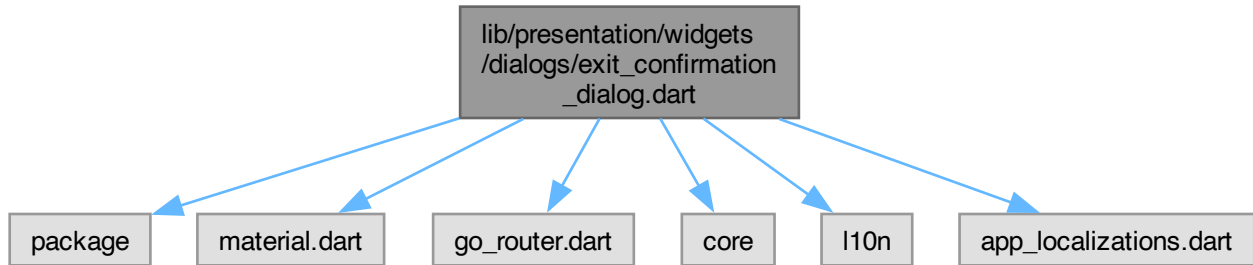 lib/presentation/widgets
/dialogs/exit_confirmation
_dialog.dart
package
material.dart
go_router.dart
core
l10n
app_localizations.dart